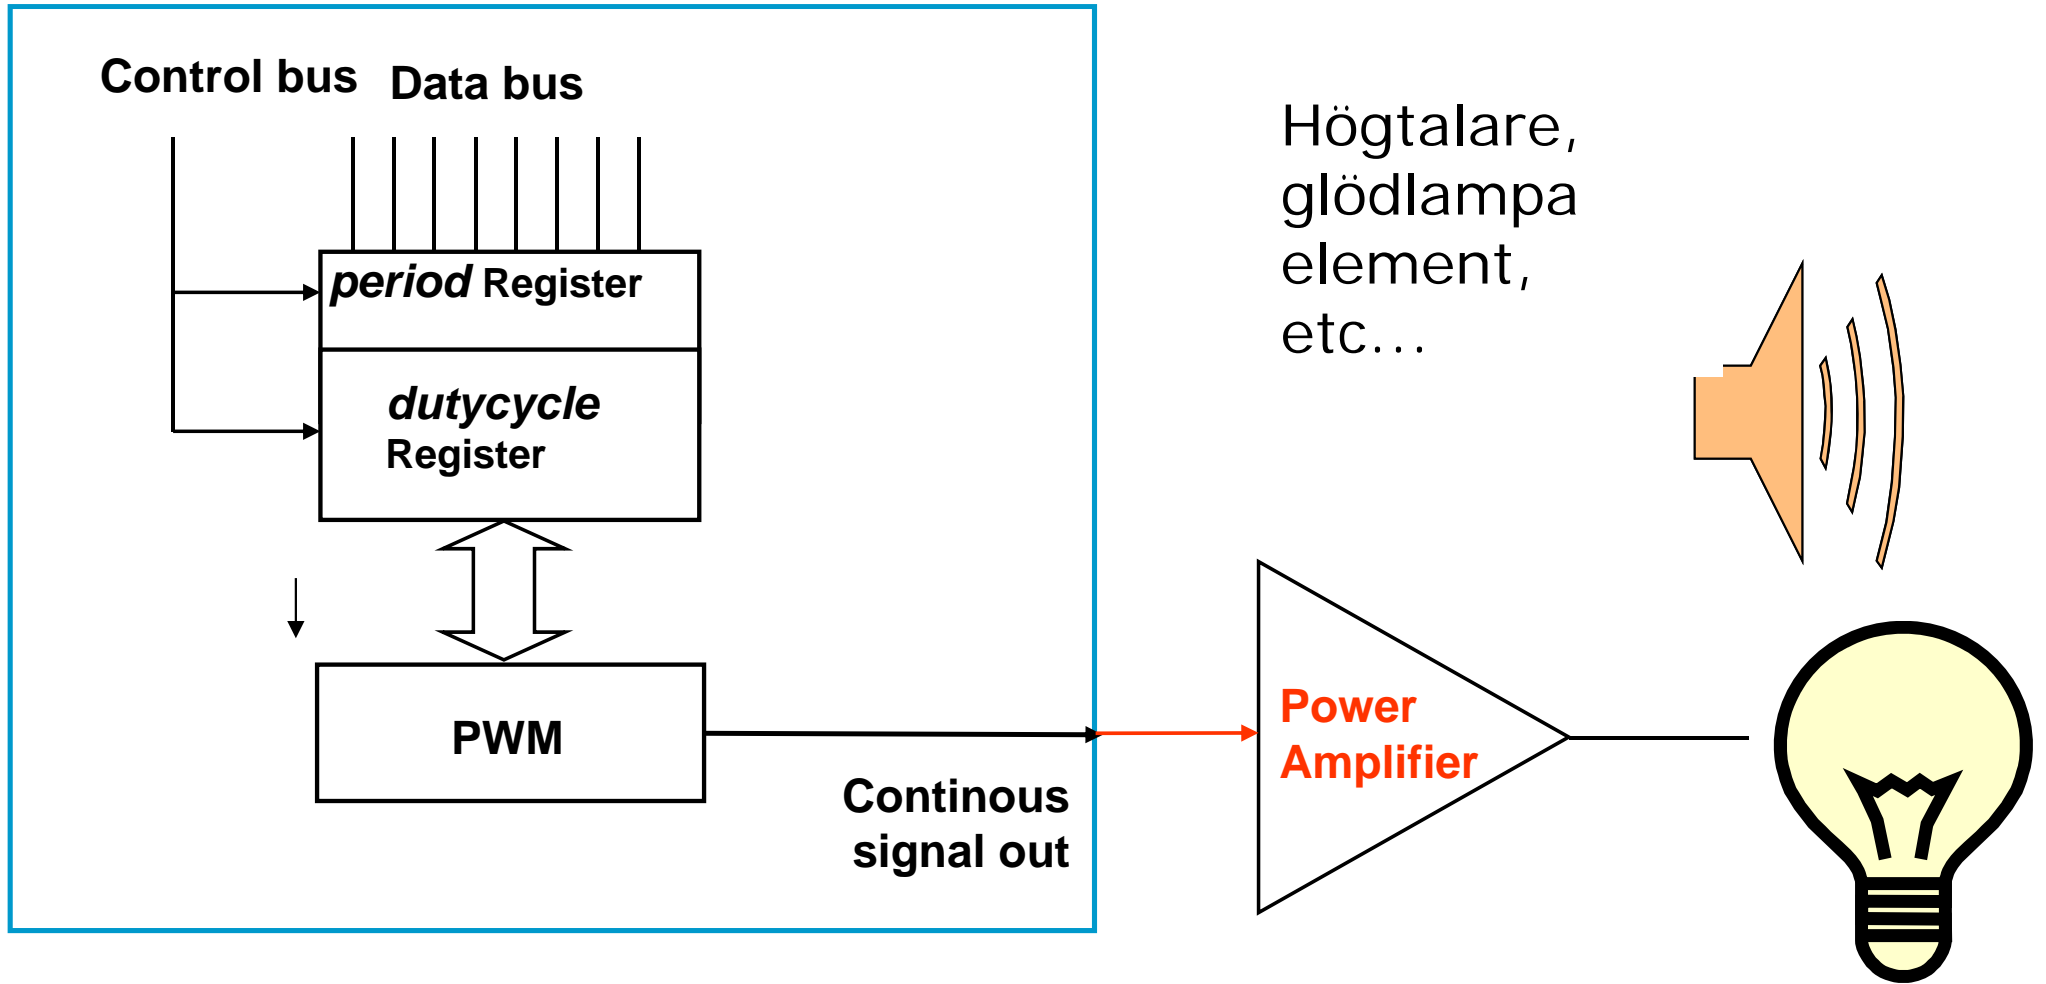 Control bus
Data bus
period Register
dutycycle
Register
PWM
Continous
signal out
Högtalare,
glödlampa
element,
etc...
Power
Amplifier